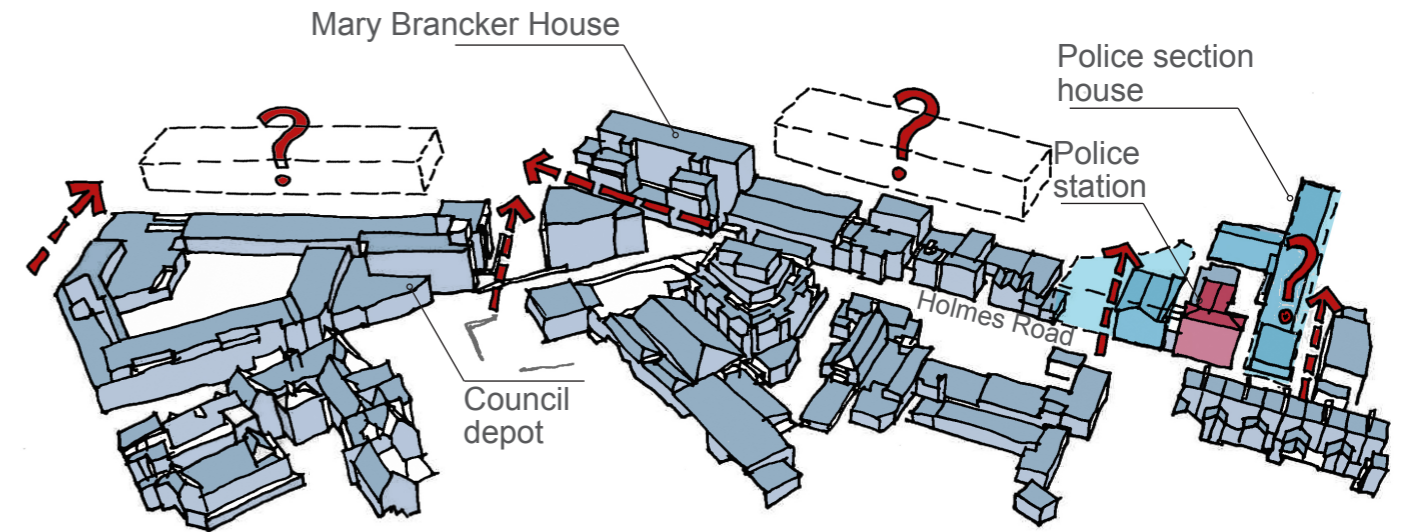 Mary Brancker House
Police section
house
Police
station
Holmes Road
Council
depot
?
?
?